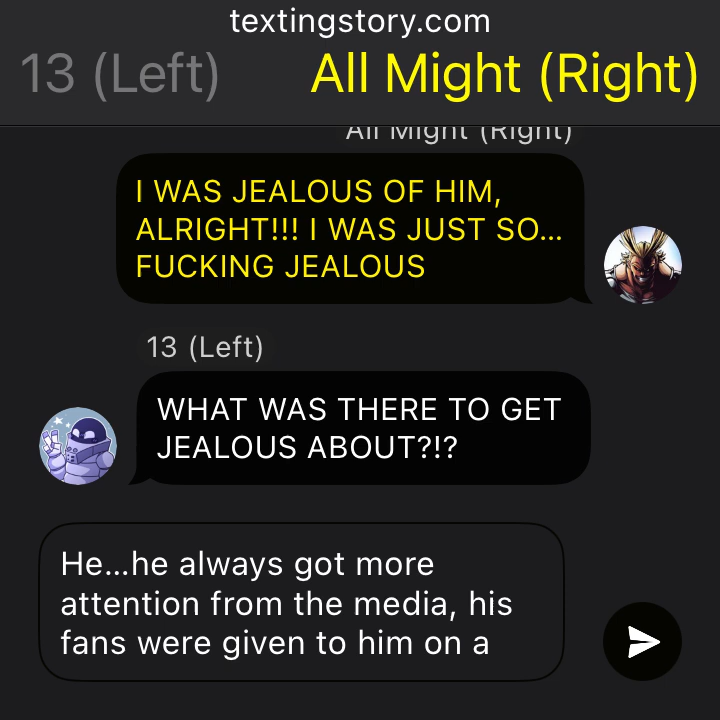 textingstory.com
13 (Left)
All Might (Right)
All Might (Right)
I WAS JEALOUS OF HIM,
ALRIGHT!!! I WAS JUST SO...
FUCKING JEALOUS
13 (Left)
WHAT WAS THERE TO GET
JEALOUS ABOUT?!?
He...he always got more
attention from the media, his
fans were given to him on a